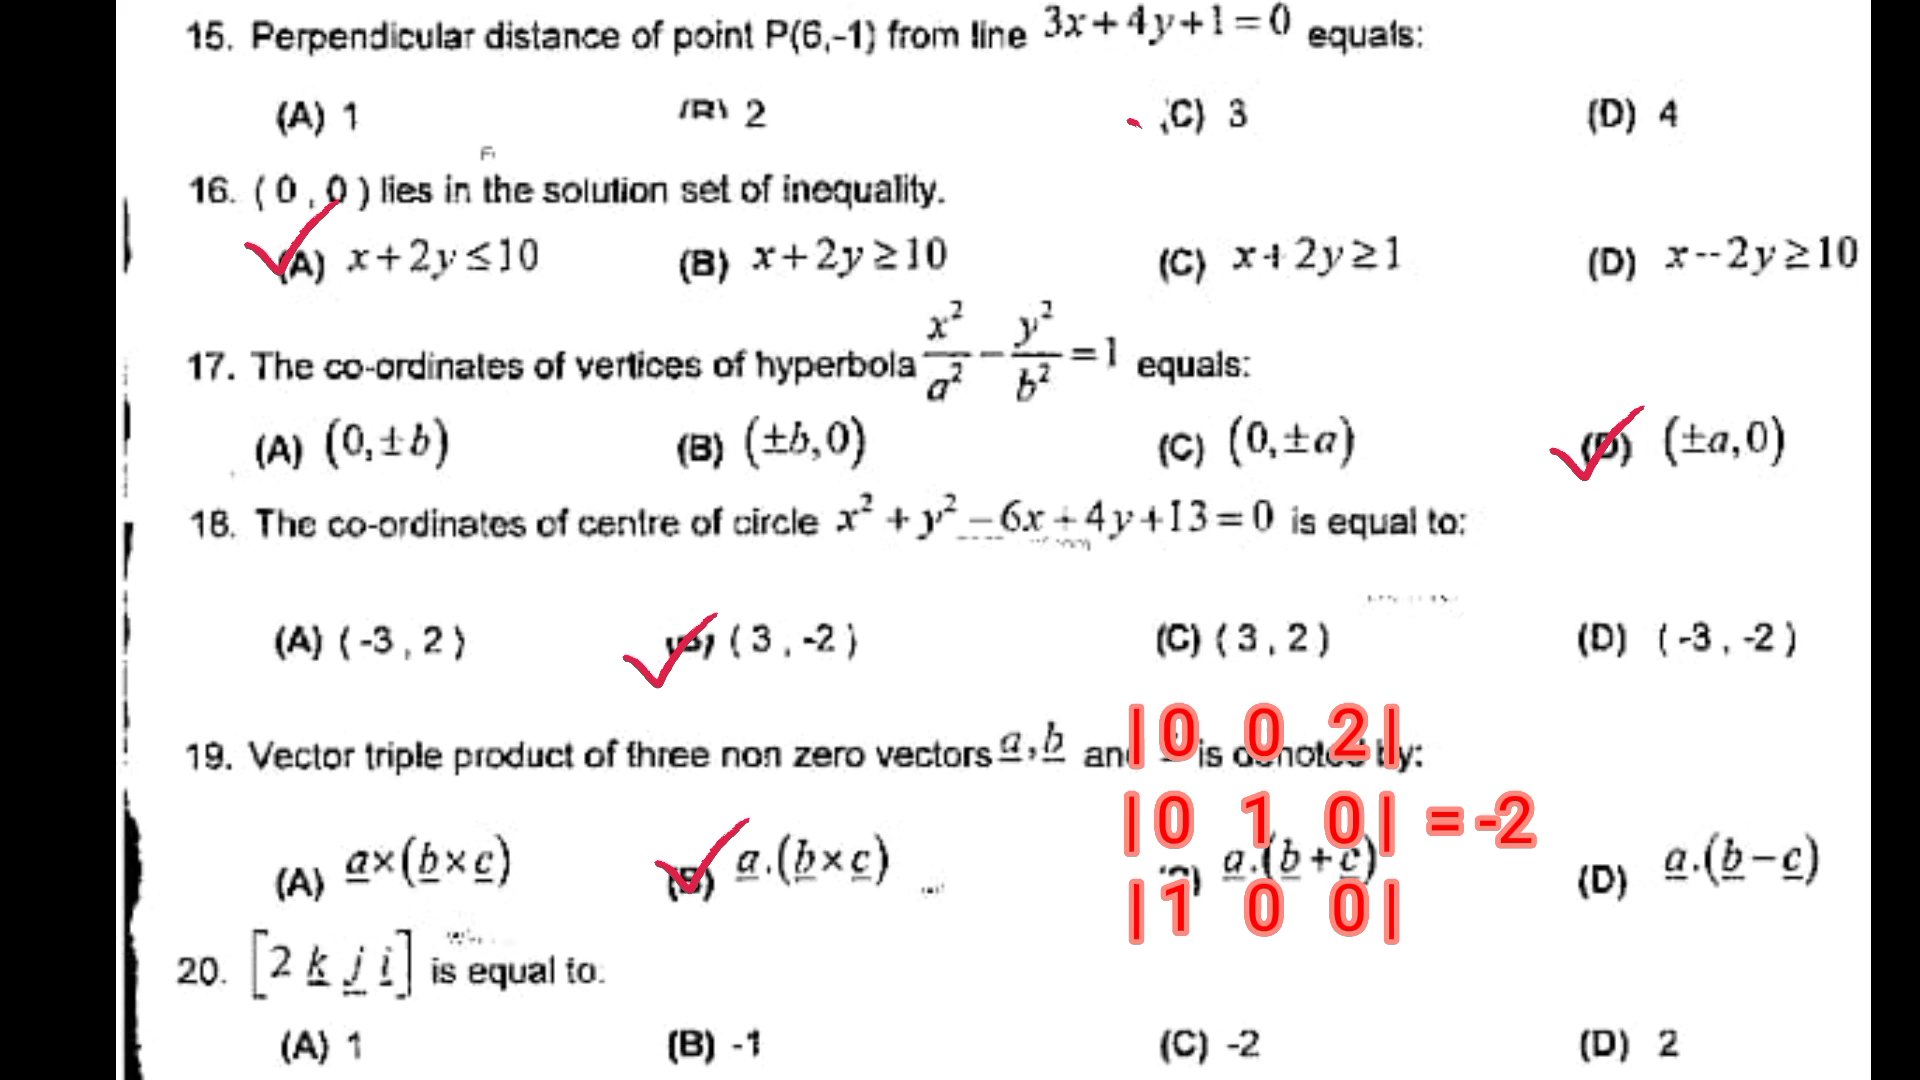 15. Perpendicular distance of point P(6,-1) from line 3x+4y+1=0 equals:
(A) 1 (B) 2 (C) 3 (D) 4
16. ( 0 , 0 ) lies in the solution set of inequality.
(A) x+2y≤10 (B) x+2y≥10 (C) x+2y≥1 (D) x--2y≥10
17. The co-ordinates of vertices of hyperbola x²/a² − y²/b² =1 equals:
(A) (0,±b) (B) (±b,0) (C) (0,±a) (D) (±a,0)
18. The co-ordinates of centre of circle x² + y² − 6x + 4y + 13 = 0 is equal to:
(A) ( -3 , 2 ) (B) ( 3 , -2 ) (C) ( 3 , 2 ) (D) ( -3 , -2 )
|0 0 2|
19. Vector triple product of three non zero vectors a, b and is denoted by:
|0 1 0| = -2
(A) a×(b×c) (B) a.(b×c) (C) a.(b+c) (D) a.(b−c)
|1 0 0|
20. [2 k j i] is equal to.
(A) 1 (B) -1 (C) -2 (D) 2